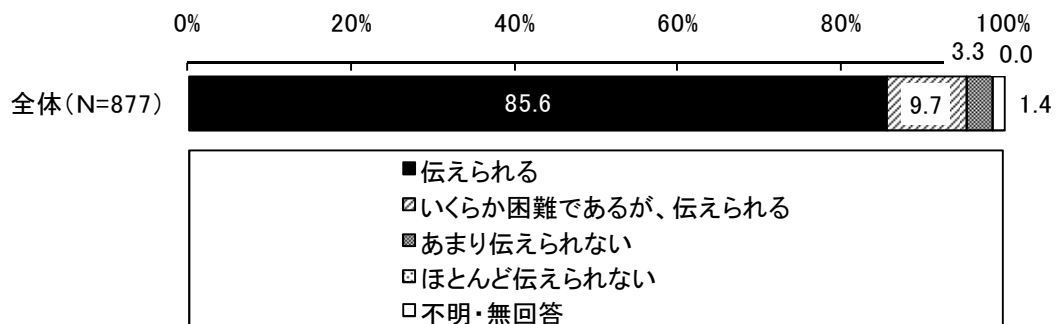 0% 20% 40% 60% 80% 100%
3.3 0.0
全体(N=877) 85.6 9.7 1.4
伝えられる
いくらか困難であるが、伝えられる
あまり伝えられない
ほとんど伝えられない
不明・無回答